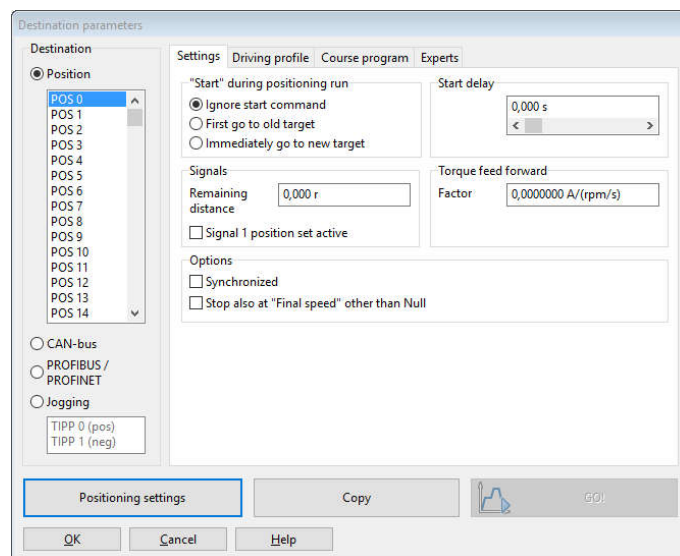 Destination parameters
Destination
Position
POS 0
POS 1
POS 2
POS 3
POS 4
POS 5
POS 6
POS 7
POS 8
POS 9
POS 10
POS 11
POS 12
POS 13
POS 14
CAN-bus
PROFIBUS /
PROFINET
Jogging
TIPP 0 (pos)
TIPP 1 (neg)
Settings Driving profile Course program Experts
"Start" during positioning run
Ignore start command
First go to old target
Immediately go to new target
Start delay
0,000 s
Signals
Remaining
distance
0,000 r
Signal 1 position set active
Torque feed forward
Factor 0,0000000 A/(rpm/s)
Options
Synchronized
Stop also at "Final speed" other than Null
Positioning settings Copy GO!
OK Cancel Help